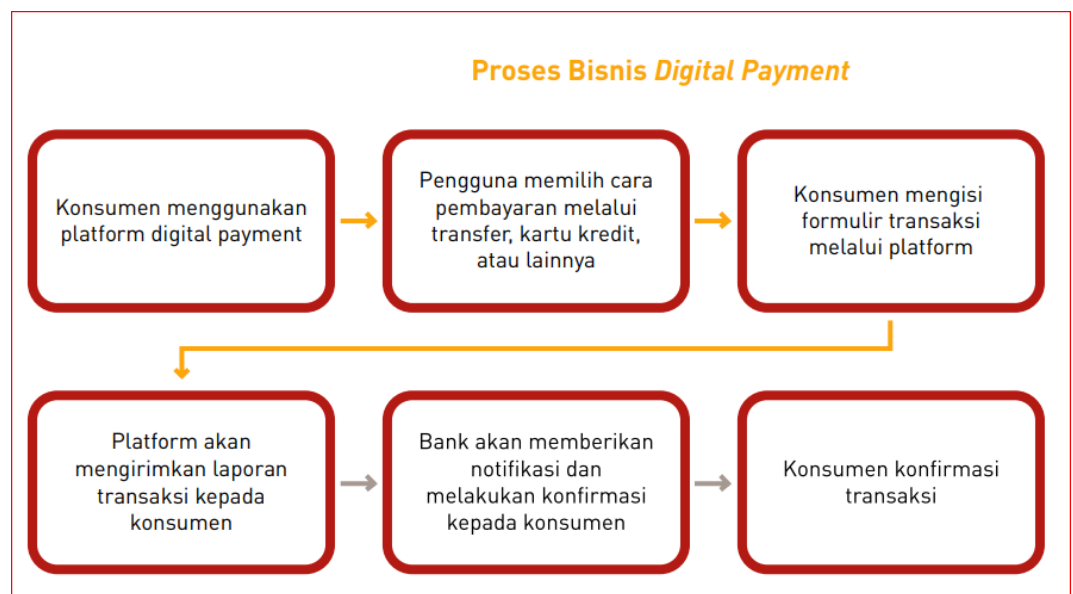 Proses Bisnis Digital Payment
Konsumen menggunakan
platform digital payment
Pengguna memilih cara
pembayaran melalui
transfer, kartu kredit,
atau lainnya
Konsumen mengisi
formulir transaksi
melalui platform
Platform akan
mengirimkan laporan
transaksi kepada
konsumen
Bank akan memberikan
notifikasi dan
melakukan konfirmasi
kepada konsumen
Konsumen konfirmasi
transaksi